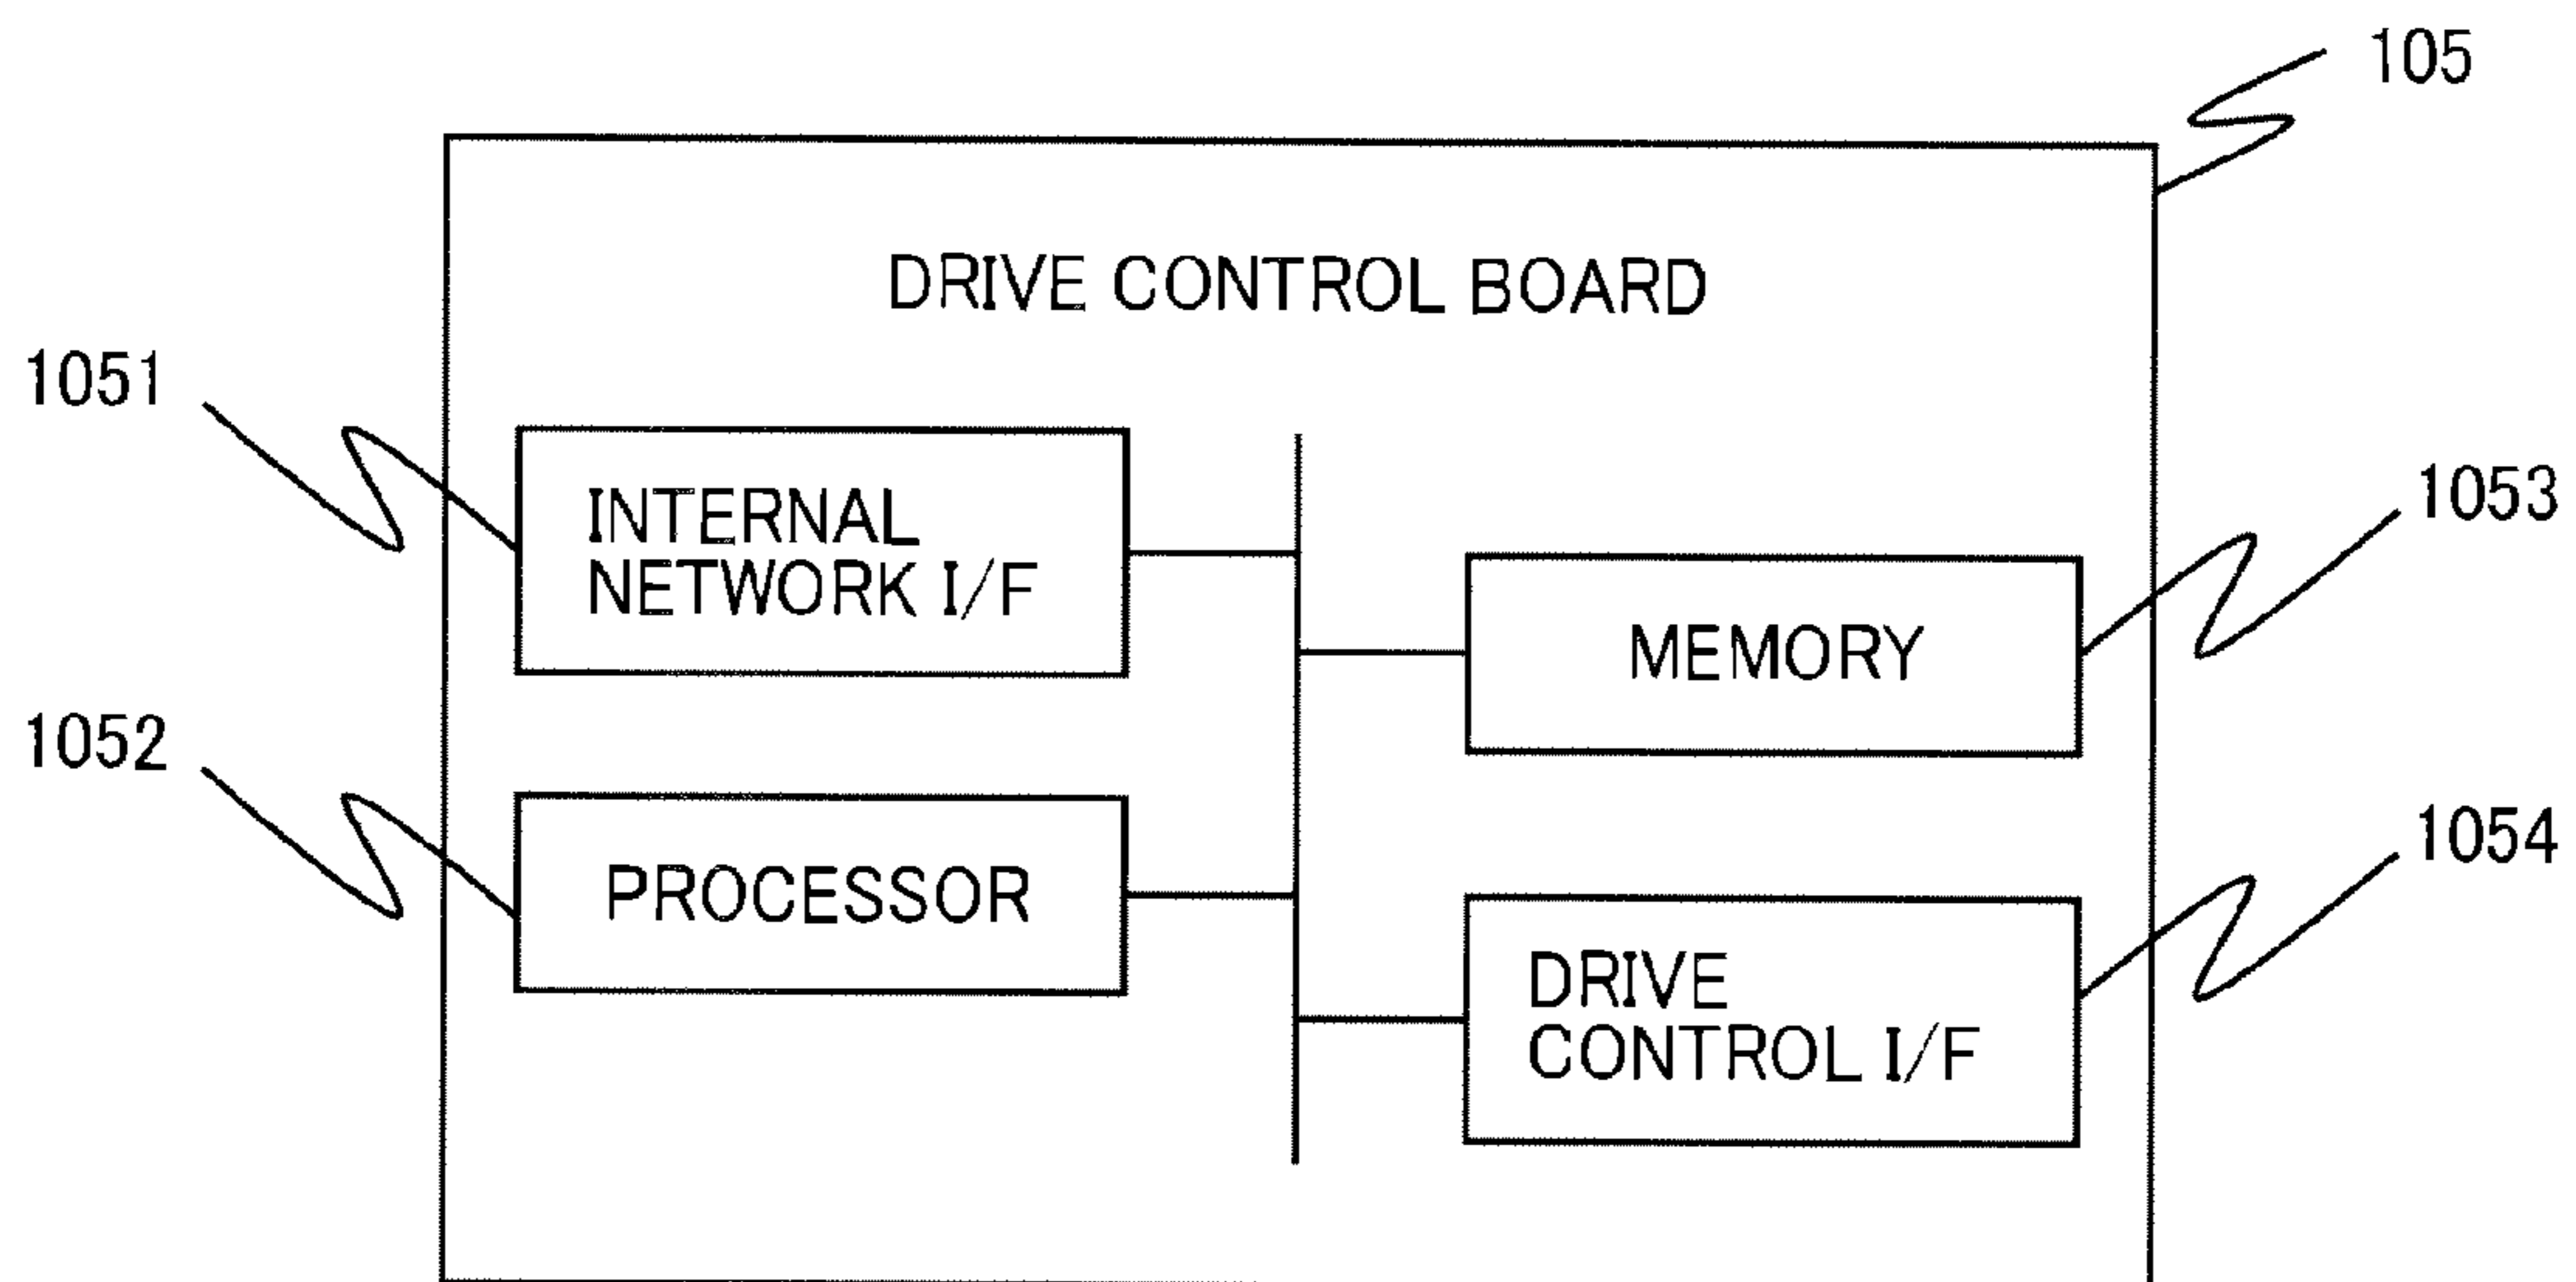 105
DRIVE CONTROL BOARD
1051
INTERNAL
NETWORK I/F
1053
MEMORY
1052
PROCESSOR
1054
DRIVE
CONTROL I/F